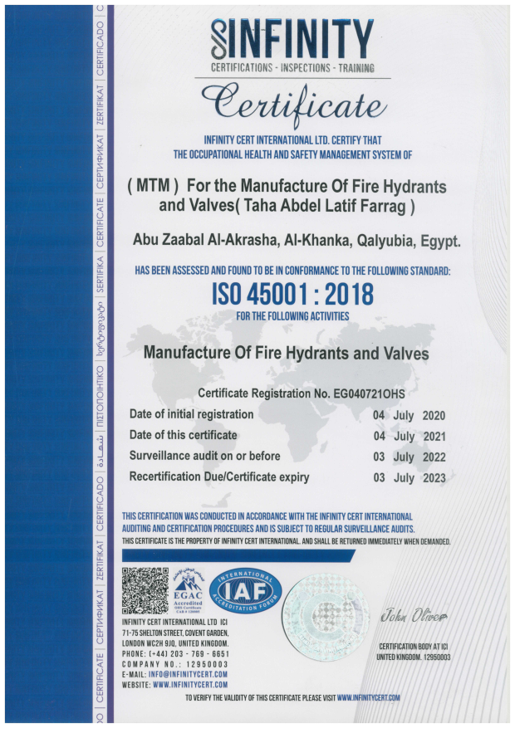 INFINITY
CERTIFICATIONS - INSPECTIONS - TRAINING
Certificate
INFINITY CERT INTERNATIONAL LTD. CERTIFY THAT
THE OCCUPATIONAL HEALTH AND SAFETY MANAGEMENT SYSTEM OF
( MTM ) For the Manufacture Of Fire Hydrants
and Valves( Taha Abdel Latif Farrag )
Abu Zaabal Al-Akrasha, Al-Khanka, Qalyubia, Egypt.
HAS BEEN ASSESSED AND FOUND TO BE IN CONFORMANCE TO THE FOLLOWING STANDARD:
ISO 45001 : 2018
FOR THE FOLLOWING ACTIVITIES
Manufacture Of Fire Hydrants and Valves
Certificate Registration No. EG040721OHS
Date of initial registration 04 July 2020
Date of this certificate 04 July 2021
Surveillance audit on or before 03 July 2022
Recertification Due/Certificate expiry 03 July 2023
THIS CERTIFICATION WAS CONDUCTED IN ACCORDANCE WITH THE INFINITY CERT INTERNATIONAL
AUDITING AND CERTIFICATION PROCEDURES AND IS SUBJECT TO REGULAR SURVEILLANCE AUDITS.
THIS CERTIFICATE IS THE PROPERTY OF INFINITY CERT INTERNATIONAL. AND SHALL BE RETURNED IMMEDIATELY WHEN DEMANDED.
EGAC
Accredited
INTERNATIONAL
IAF
ACCREDITATION FORUM
John Oliver
INFINITY CERT INTERNATIONAL LTD ICI
71-75 SHELTON STREET, COVENT GARDEN,
LONDON WC2H 9JQ, UNITED KINGDOM.
PHONE: (+44) 203 - 769 - 6651
COMPANY NO.: 12950003
E-MAIL: INFO@INFINITYCERT.COM
WEBSITE: WWW.INFINITYCERT.COM
CERTIFICATION BODY AT ICI
UNITED KINGDOM. 12950003
TO VERIFY THE VALIDITY OF THIS CERTIFICATE PLEASE VISIT WWW.INFINITYCERT.COM
CERTIFICATE | СЕРТИФИКАТ | ZERTIFIKAT | CERTIFICADO | شهادة | ΠΙΣΤΟΠΟΙΗΤΙΚΟ | SERTIFIKA | CERTIFICATE | СЕРТИФИКАТ | ZERTIFIKAT | CERTIFICADO